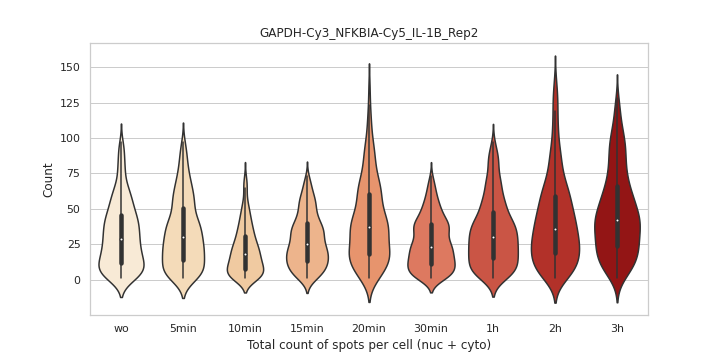 GAPDH-Cy3_NFKBIA-Cy5_IL-1B_Rep2
150
125
100
75
50
25
0
Count
wo 5min 10min 15min 20min 30min 1h 2h 3h
Total count of spots per cell (nuc + cyto)